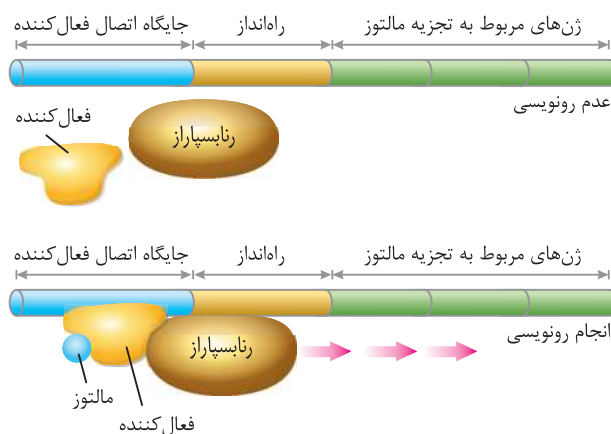 ژن‌های مربوط به تجزیه مالتوز
راه‌انداز
جایگاه اتصال فعال‌کننده
عدم رونویسی
فعال‌کننده
رنابسپاراز
ژن‌های مربوط به تجزیه مالتوز
راه‌انداز
جایگاه اتصال فعال‌کننده
انجام رونویسی
رنابسپاراز
مالتوز
فعال‌کننده